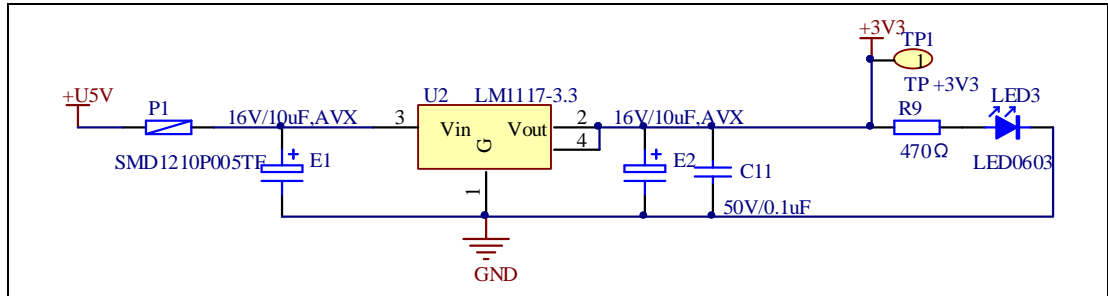 +3V3
TP1
1
TP +3V3
+U5V
P1
16V/10uF,AVX
U2
LM1117-3.3
3
Vin
Vout
G
2
4
16V/10uF,AVX
R9
LED3
470Ω
LED0603
SMD1210P005TF
+
E1
1
+
E2
C11
50V/0.1uF
GND